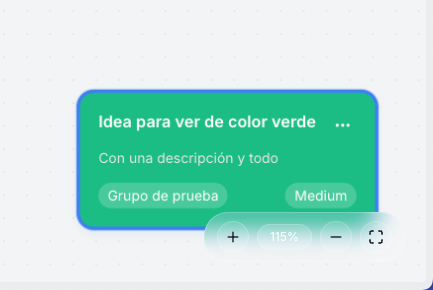 Idea para ver de color verde ...
Con una descripción y todo
Grupo de prueba Medium
+ 115% −